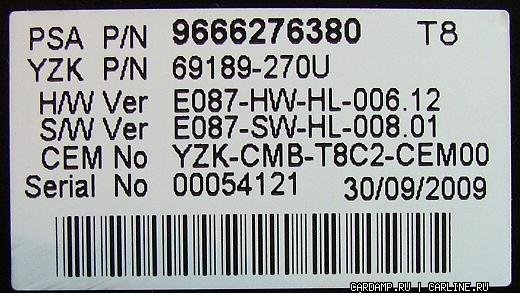 PSA P/N 9666276380 T8
YZK P/N 69189-270U
H/W Ver E087-HW-HL-006.12
S/W Ver E087-SW-HL-008.01
CEM No YZK-CMB-T8C2-CEM00
Serial No 00054121 30/09/2009
CARDAMP.RU | CARLINE.RU